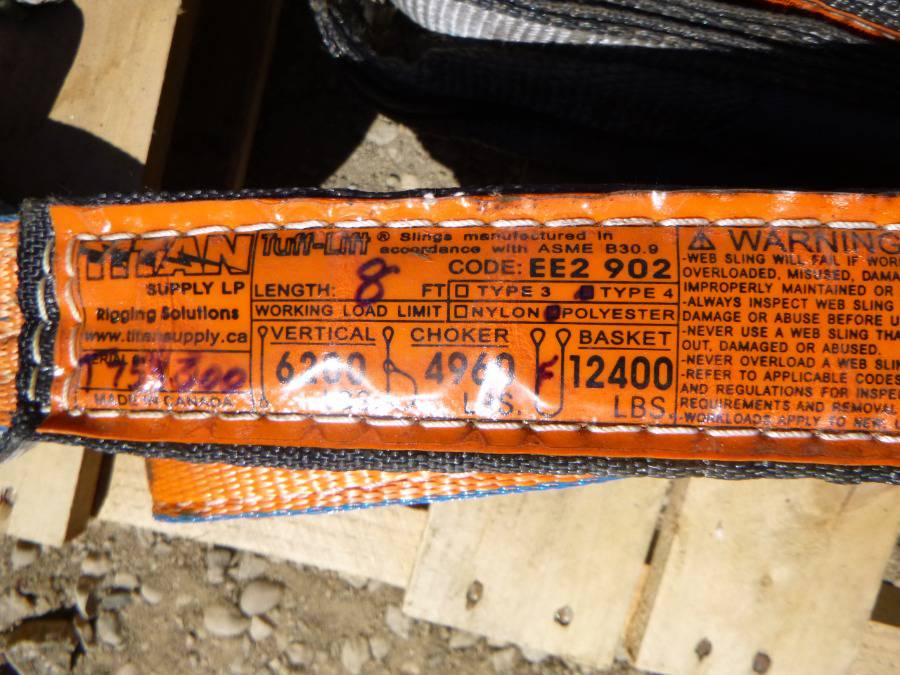 TITAN
SUPPLY LP
Rigging Solutions
www.titansupply.ca
SERIAL
MADE IN CANADA
Tuff-Lift ® Slings manufactured in
accordance with ASME B30.9
CODE: EE2 902
LENGTH: 8 FT
TYPE 3 TYPE 4
WORKING LOAD LIMIT
NYLON POLYESTER
VERTICAL
6200
LBS.
CHOKER
4960
LBS.
BASKET
12400
LBS.
WARNING
-WEB SLING WILL FAIL IF
OVERLOADED, MISUSED,
IMPROPERLY MAINTAINED OR
-ALWAYS INSPECT WEB SLING
DAMAGE OR ABUSE BEFORE
-NEVER USE A WEB SLING
OUT, DAMAGED OR ABUSED.
-NEVER OVERLOAD A WEB
-REFER TO APPLICABLE CODES
AND REGULATIONS FOR
REQUIREMENTS AND REMOVAL
-WORKLOADS APPLY TO NEW